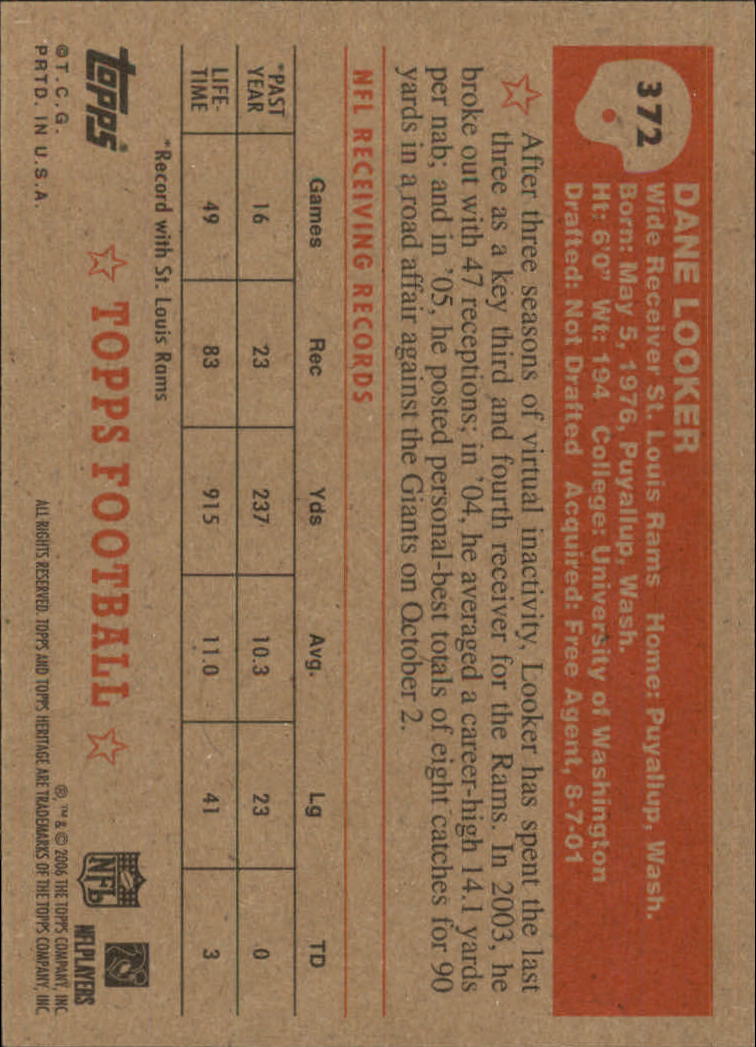 372
DANE LOOKER
Wide Receiver St. Louis Rams Home: Puyallup, Wash.
Born: May 5, 1976, Puyallup, Wash.
Ht: 6'0" Wt: 194 College: University of Washington
Drafted: Not Drafted Acquired: Free Agent, 8-7-01
After three seasons of virtual inactivity, Looker has spent the last
three as a key third and fourth receiver for the Rams. In 2003, he
broke out with 47 receptions; in '04, he averaged a career-high 14.1 yards
per nab; and in '05, he posted personal-best totals of eight catches for 90
yards in a road affair against the Giants on October 2.
NFL RECEIVING RECORDS
Games Rec Yds Avg. Lg TD
*PAST
YEAR 16 23 237 10.3 23 0
LIFE-
TIME 49 83 915 11.0 41 3
*Record with St. Louis Rams
topps
☆ TOPPS FOOTBALL ☆
NFL
NFLPLAYERS
©T.C.G.
PRTD. IN U.S.A.
®, ™ & © 2006 THE TOPPS COMPANY, INC
ALL RIGHTS RESERVED. TOPPS AND TOPPS HERITAGE ARE TRADEMARKS OF THE TOPPS COMPANY, INC